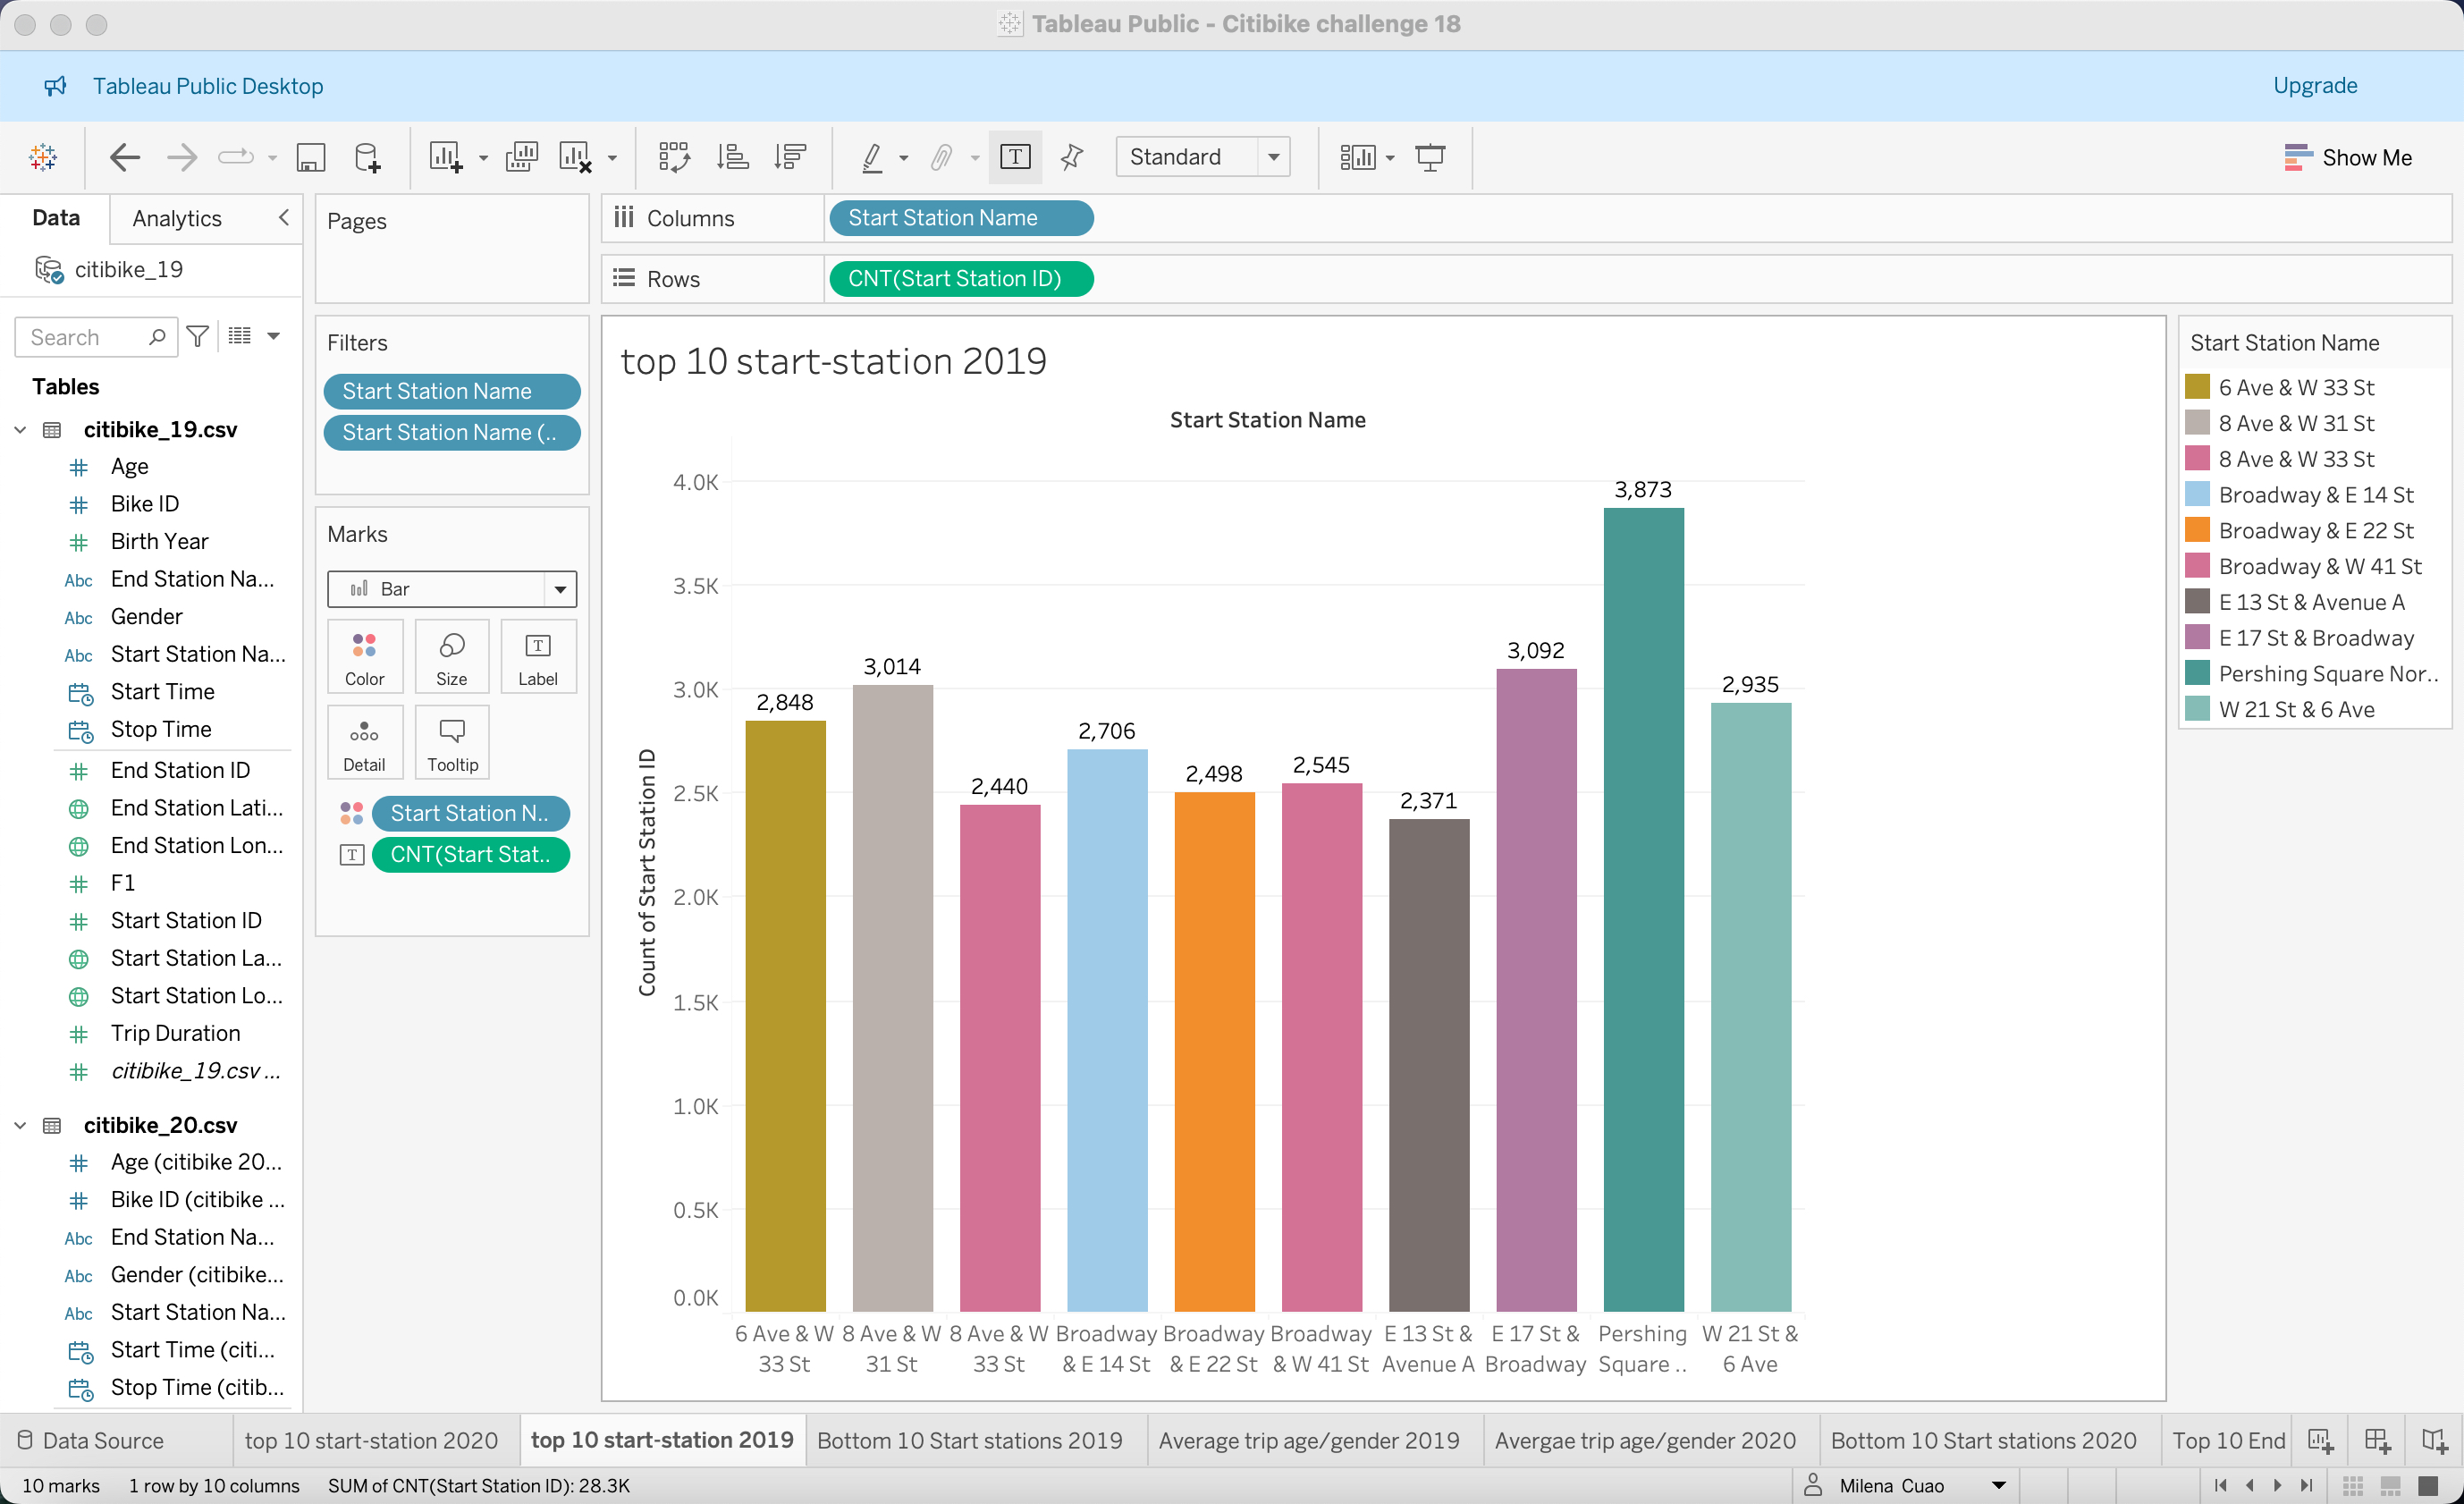 Tableau Public - Citibike challenge 18
Tableau Public Desktop
Upgrade
Standard
Show Me
Data
Analytics
citibike_19
Search
Tables
citibike_19.csv
Age
Bike ID
Birth Year
Abc End Station Na...
Abc Gender
Abc Start Station Na...
Start Time
Stop Time
End Station ID
End Station Lati...
End Station Lon...
F1
Start Station ID
Start Station La...
Start Station Lo...
Trip Duration
citibike_19.csv ...
citibike_20.csv
Age (citibike 20...
Bike ID (citibike ...
Abc End Station Na...
Abc Gender (citibike...
Abc Start Station Na...
Start Time (citi...
Stop Time (citib...
Pages
Filters
Start Station Name
Start Station Name (..
Marks
Bar
Color
Size
T
Label
Detail
Tooltip
Start Station N..
T CNT(Start Stat..
Columns
Start Station Name
Rows
CNT(Start Station ID)
top 10 start-station 2019
Start Station Name
Count of Start Station ID
4.0K
3.5K
3.0K
2.5K
2.0K
1.5K
1.0K
0.5K
0.0K
2,848
3,014
2,440
2,706
2,498
2,545
2,371
3,092
3,873
2,935
6 Ave & W
33 St
8 Ave & W
31 St
8 Ave & W
33 St
Broadway
& E 14 St
Broadway
& E 22 St
Broadway
& W 41 St
E 13 St &
Avenue A
E 17 St &
Broadway
Pershing
Square ..
W 21 St &
6 Ave
Start Station Name
6 Ave & W 33 St
8 Ave & W 31 St
8 Ave & W 33 St
Broadway & E 14 St
Broadway & E 22 St
Broadway & W 41 St
E 13 St & Avenue A
E 17 St & Broadway
Pershing Square Nor..
W 21 St & 6 Ave
Data Source
top 10 start-station 2020
top 10 start-station 2019
Bottom 10 Start stations 2019
Average trip age/gender 2019
Avergae trip age/gender 2020
Bottom 10 Start stations 2020
Top 10 End
10 marks
1 row by 10 columns
SUM of CNT(Start Station ID): 28.3K
Milena Cuao